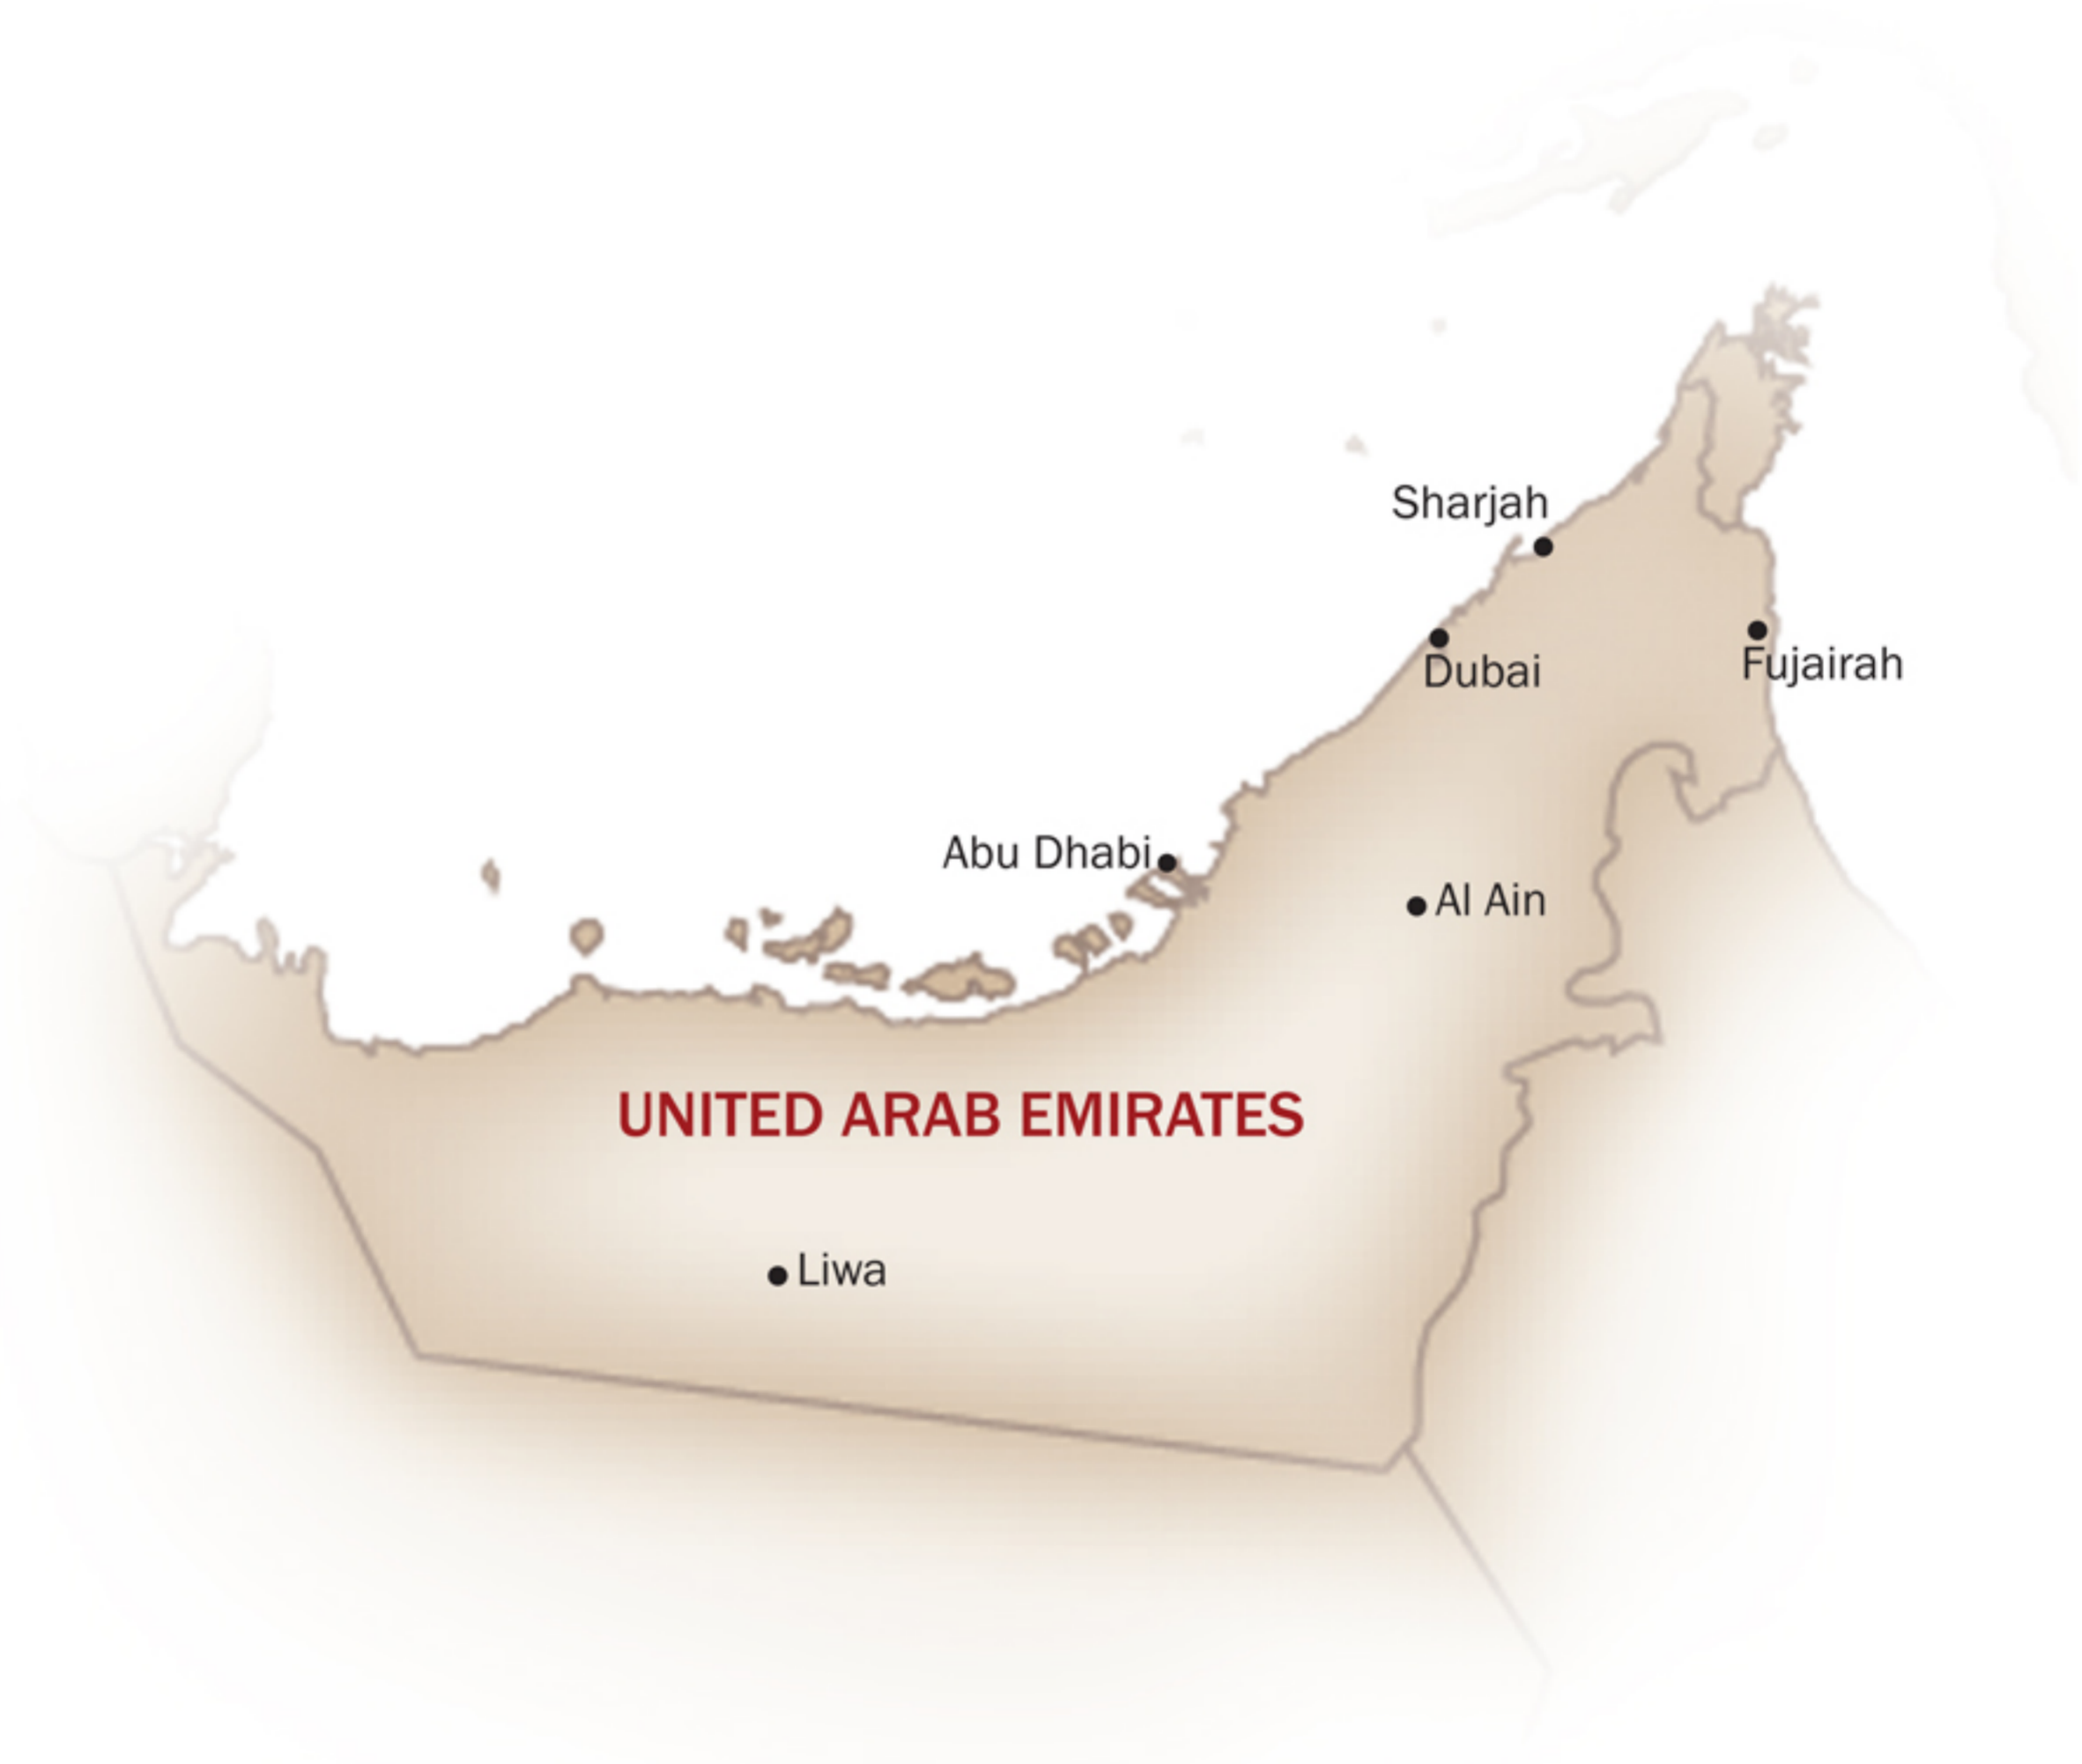 Sharjah
Dubai
Fujairah
Abu Dhabi
Al Ain
UNITED ARAB EMIRATES
Liwa